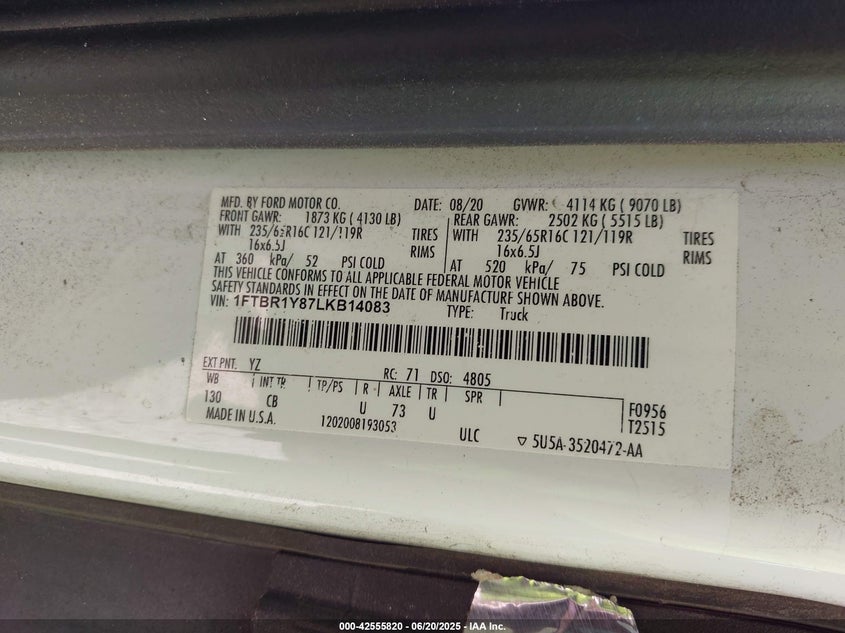 MFD. BY FORD MOTOR CO. DATE: 08/20 GVWR: 4114 KG ( 9070 LB)
FRONT GAWR: 1873 KG ( 4130 LB) REAR GAWR: 2502 KG ( 5515 LB)
WITH 235/65R16C 121/119R TIRES WITH 235/65R16C 121/119R TIRES
16x6.5J RIMS 16x6.5J RIMS
AT 360 kPa/ 52 PSI COLD AT 520 kPa/ 75 PSI COLD
THIS VEHICLE CONFORMS TO ALL APPLICABLE FEDERAL MOTOR VEHICLE
SAFETY STANDARDS IN EFFECT ON THE DATE OF MANUFACTURE SHOWN ABOVE.
VIN: 1FTBR1Y87LKB14083 TYPE: Truck
EXT PNT. YZ RC: 71 DSO: 4805
WB INT TR TP/PS R AXLE TR SPR
130 CB U 73 U F0956
T2515
MADE IN U.S.A. 1202008193053 ULC ▽ 5U5A-3520472-AA
000-42555820 - 06/20/2025 - IAA Inc.